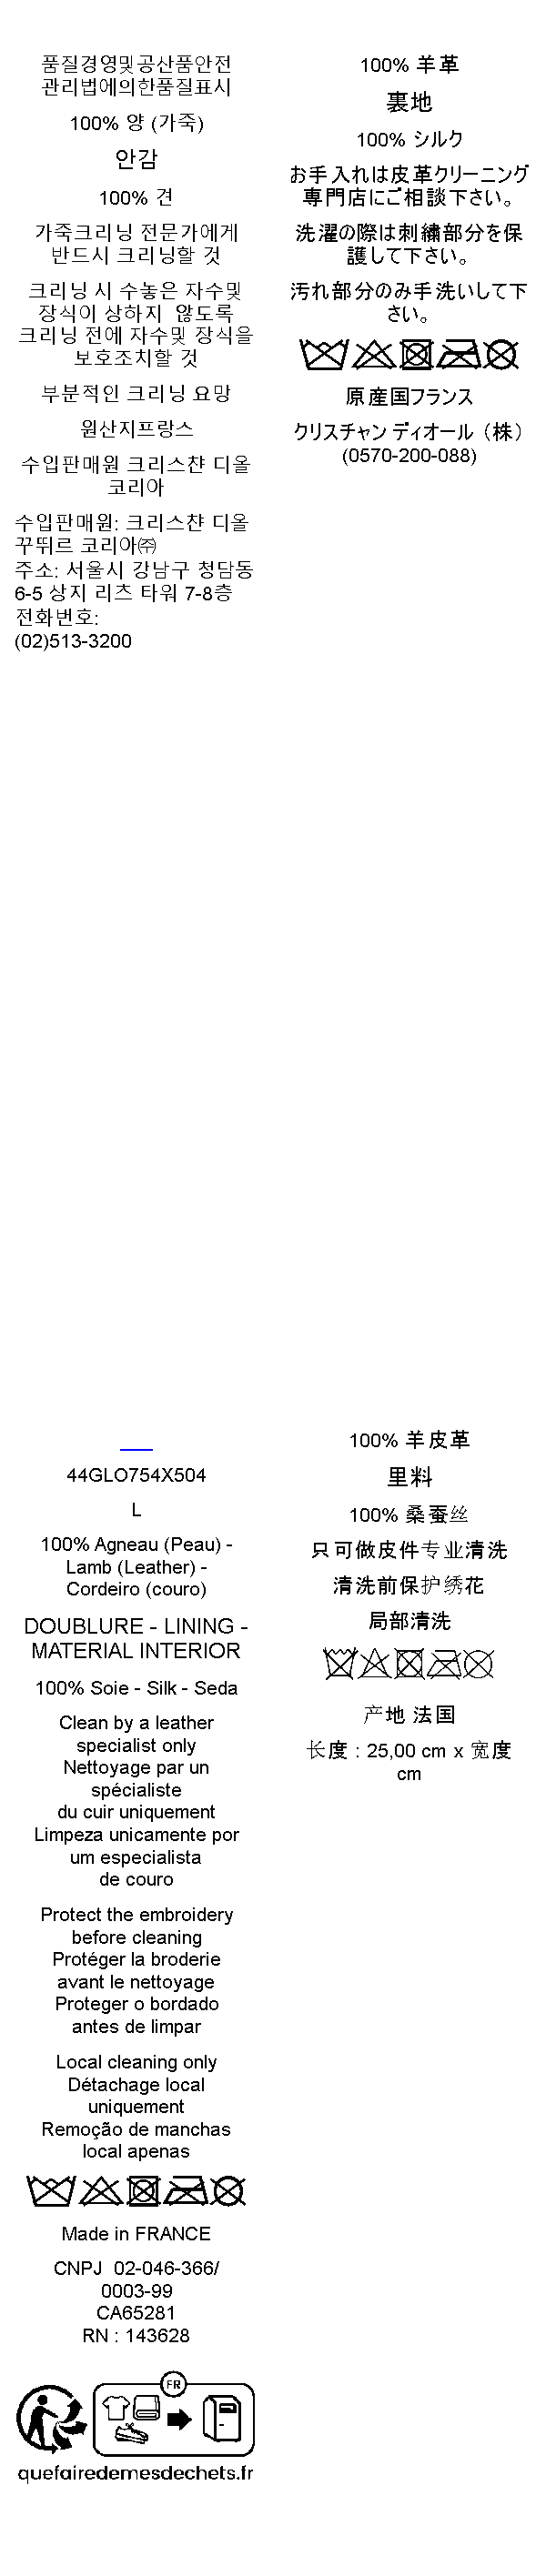 품질경영및공산품안전
관리법에의한품질표시
100% 양 (가죽)
안감
100% 견
가죽크리닝 전문가에게
반드시 크리닝할 것
크리닝 시 수놓은 자수및
장식이 상하지 않도록
크리닝 전에 자수및 장식을
보호조치할 것
부분적인 크리닝 요망
원산지프랑스
수입판매원 크리스챤 디올
코리아
수입판매원: 크리스챤 디올
꾸뛰르 코리아㈜
주소: 서울시 강남구 청담동
6-5 상지 리츠 타워 7-8층
전화번호:
(02)513-3200
100% 羊革
裏地
100% シルク
お手入れは皮革クリーニング
専門店にご相談下さい。
洗濯の際は刺繍部分を保
護して下さい。
汚れ部分のみ手洗いして下
さい。
原産国フランス
クリスチャン ディオール（株）
(0570-200-088)
44GLO754X504
L
100% Agneau (Peau) -
Lamb (Leather) -
Cordeiro (couro)
DOUBLURE - LINING -
MATERIAL INTERIOR
100% Soie - Silk - Seda
Clean by a leather
specialist only
Nettoyage par un
spécialiste
du cuir uniquement
Limpeza unicamente por
um especialista
de couro
Protect the embroidery
before cleaning
Protéger la broderie
avant le nettoyage
Proteger o bordado
antes de limpar
Local cleaning only
Détachage local
uniquement
Remoção de manchas
local apenas
Made in FRANCE
CNPJ 02-046-366/
0003-99
CA65281
RN : 143628
FR
quefairedemesdechets.fr
100% 羊皮革
里料
100% 桑蚕丝
只可做皮件专业清洗
清洗前保护绣花
局部清洗
产地 法国
长度 : 25,00 cm x 宽度
cm